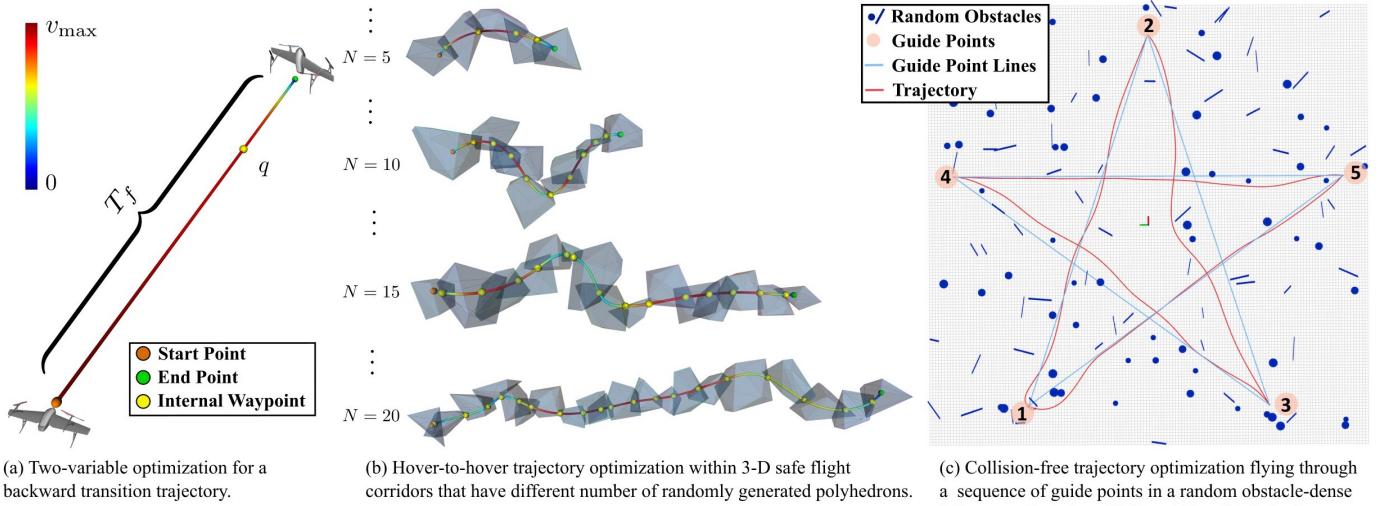 v_max
0
T_f
q
Start Point
End Point
Internal Waypoint
(a) Two-variable optimization for a
backward transition trajectory.
N = 5
N = 10
N = 15
N = 20
(b) Hover-to-hover trajectory optimization within 3-D safe flight
corridors that have different number of randomly generated polyhedrons.
Random Obstacles
Guide Points
Guide Point Lines
Trajectory
2
4
5
1
3
(c) Collision-free trajectory optimization flying through
a sequence of guide points in a random obstacle-dense